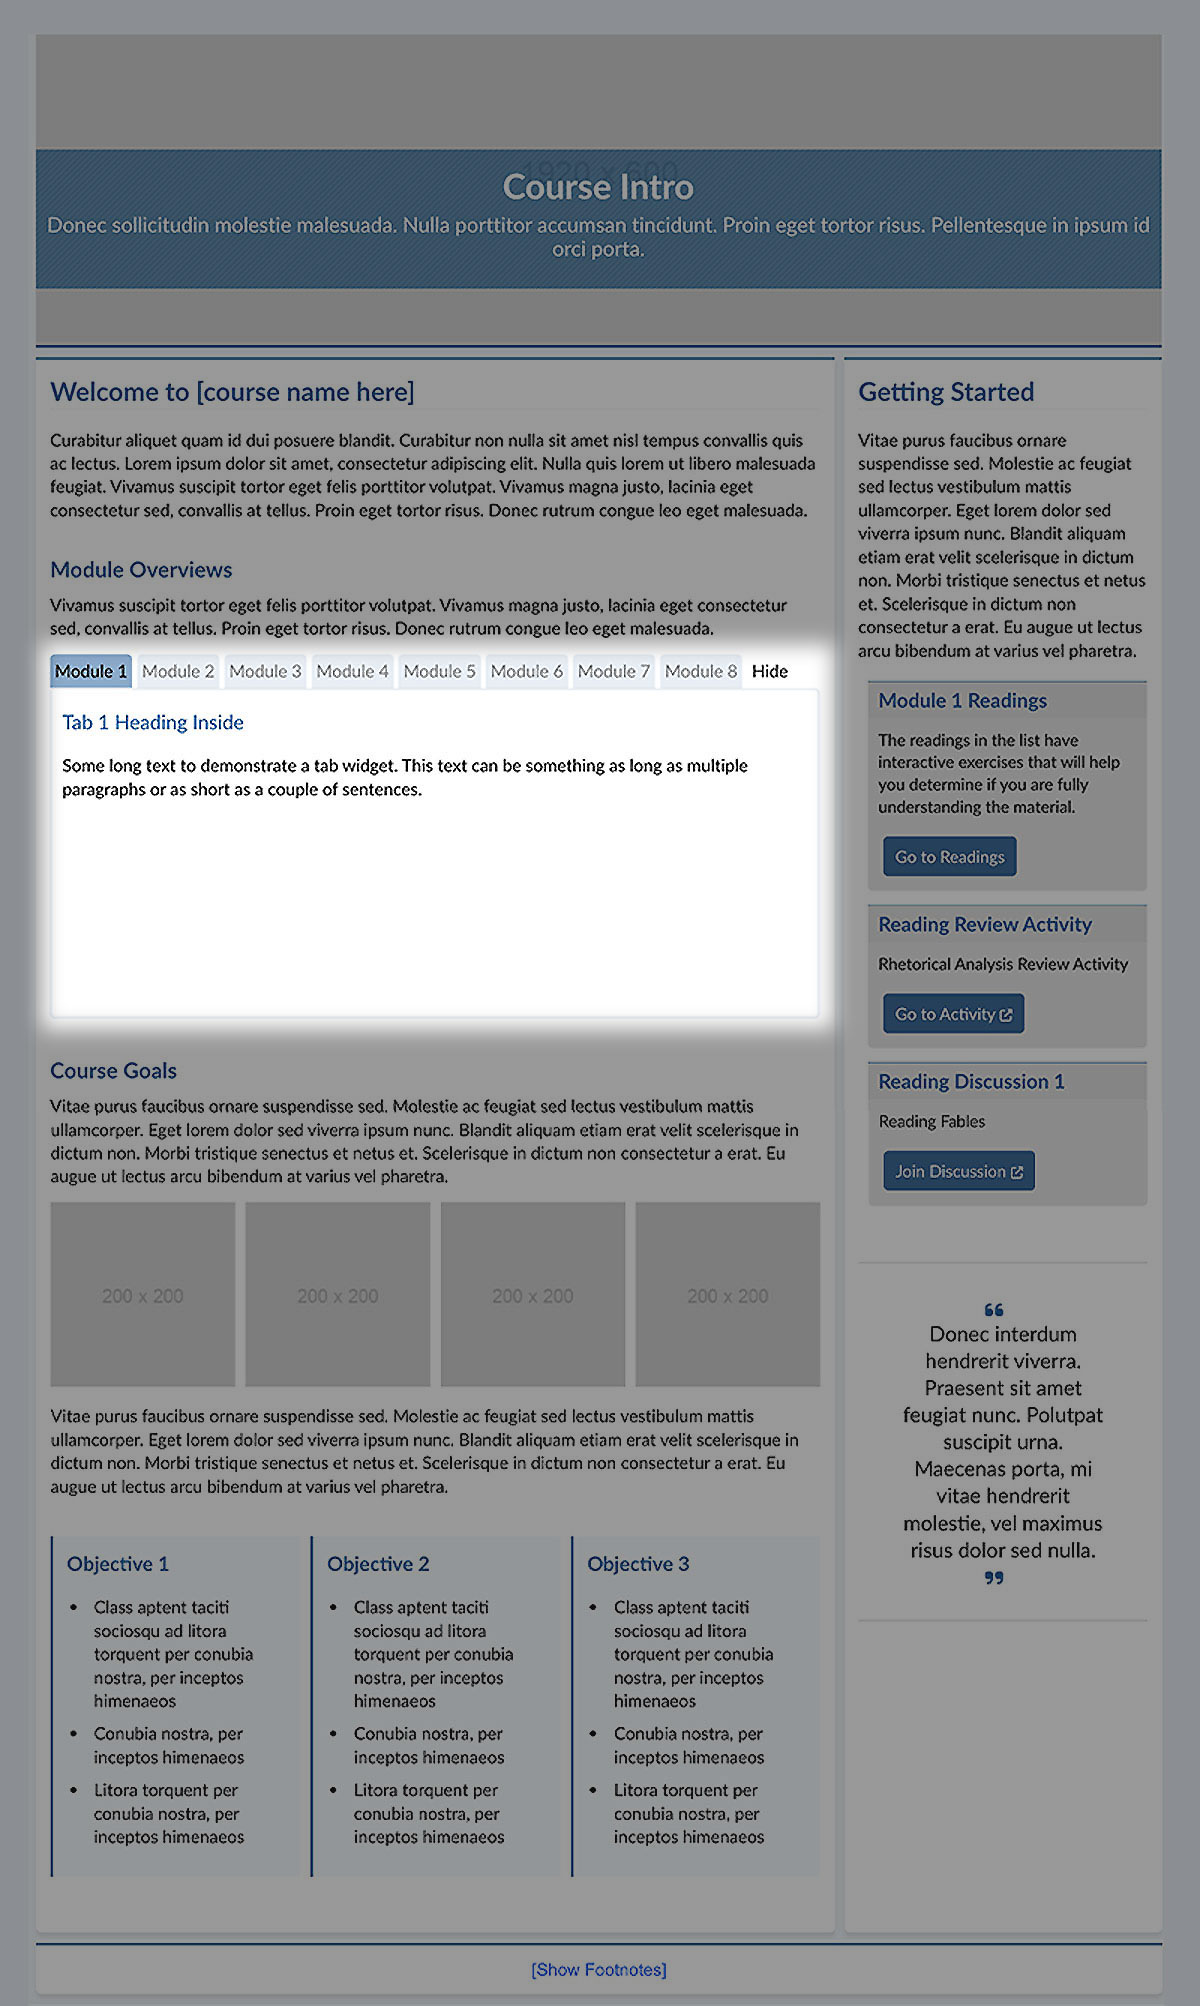 1920 x 600
Course Intro
Donec sollicitudin molestie malesuada. Nulla porttitor accumsan tincidunt. Proin eget tortor risus. Pellentesque in ipsum id
orci porta.
Welcome to [course name here]
Curabitur aliquet quam id dui posuere blandit. Curabitur non nulla sit amet nisl tempus convallis quis
ac lectus. Lorem ipsum dolor sit amet, consectetur adipiscing elit. Nulla quis lorem ut libero malesuada
feugiat. Vivamus suscipit tortor eget felis porttitor volutpat. Vivamus magna justo, lacinia eget
consectetur sed, convallis at tellus. Proin eget tortor risus. Donec rutrum congue leo eget malesuada.
Module Overviews
Vivamus suscipit tortor eget felis porttitor volutpat. Vivamus magna justo, lacinia eget consectetur
sed, convallis at tellus. Proin eget tortor risus. Donec rutrum congue leo eget malesuada.
Module 1 Module 2 Module 3 Module 4 Module 5 Module 6 Module 7 Module 8 Hide
Tab 1 Heading Inside
Some long text to demonstrate a tab widget. This text can be something as long as multiple
paragraphs or as short as a couple of sentences.
Course Goals
Vitae purus faucibus ornare suspendisse sed. Molestie ac feugiat sed lectus vestibulum mattis
ullamcorper. Eget lorem dolor sed viverra ipsum nunc. Blandit aliquam etiam erat velit scelerisque in
dictum non. Morbi tristique senectus et netus et. Scelerisque in dictum non consectetur a erat. Eu
augue ut lectus arcu bibendum at varius vel pharetra.
200 x 200 200 x 200 200 x 200 200 x 200
Vitae purus faucibus ornare suspendisse sed. Molestie ac feugiat sed lectus vestibulum mattis
ullamcorper. Eget lorem dolor sed viverra ipsum nunc. Blandit aliquam etiam erat velit scelerisque in
dictum non. Morbi tristique senectus et netus et. Scelerisque in dictum non consectetur a erat. Eu
augue ut lectus arcu bibendum at varius vel pharetra.
Objective 1
• Class aptent taciti
sociosqu ad litora
torquent per conubia
nostra, per inceptos
himenaeos
• Conubia nostra, per
inceptos himenaeos
• Litora torquent per
conubia nostra, per
inceptos himenaeos
Objective 2
• Class aptent taciti
sociosqu ad litora
torquent per conubia
nostra, per inceptos
himenaeos
• Conubia nostra, per
inceptos himenaeos
• Litora torquent per
conubia nostra, per
inceptos himenaeos
Objective 3
• Class aptent taciti
sociosqu ad litora
torquent per conubia
nostra, per inceptos
himenaeos
• Conubia nostra, per
inceptos himenaeos
• Litora torquent per
conubia nostra, per
inceptos himenaeos
Getting Started
Vitae purus faucibus ornare
suspendisse sed. Molestie ac feugiat
sed lectus vestibulum mattis
ullamcorper. Eget lorem dolor sed
viverra ipsum nunc. Blandit aliquam
etiam erat velit scelerisque in dictum
non. Morbi tristique senectus et netus
et. Scelerisque in dictum non
consectetur a erat. Eu augue ut lectus
arcu bibendum at varius vel pharetra.
Module 1 Readings
The readings in the list have
interactive exercises that will help
you determine if you are fully
understanding the material.
Go to Readings
Reading Review Activity
Rhetorical Analysis Review Activity
Go to Activity
Reading Discussion 1
Reading Fables
Join Discussion
“
Donec interdum
hendrerit viverra.
Praesent sit amet
feugiat nunc. Polutpat
suscipit urna.
Maecenas porta, mi
vitae hendrerit
molestie, vel maximus
risus dolor sed nulla.
”
[Show Footnotes]